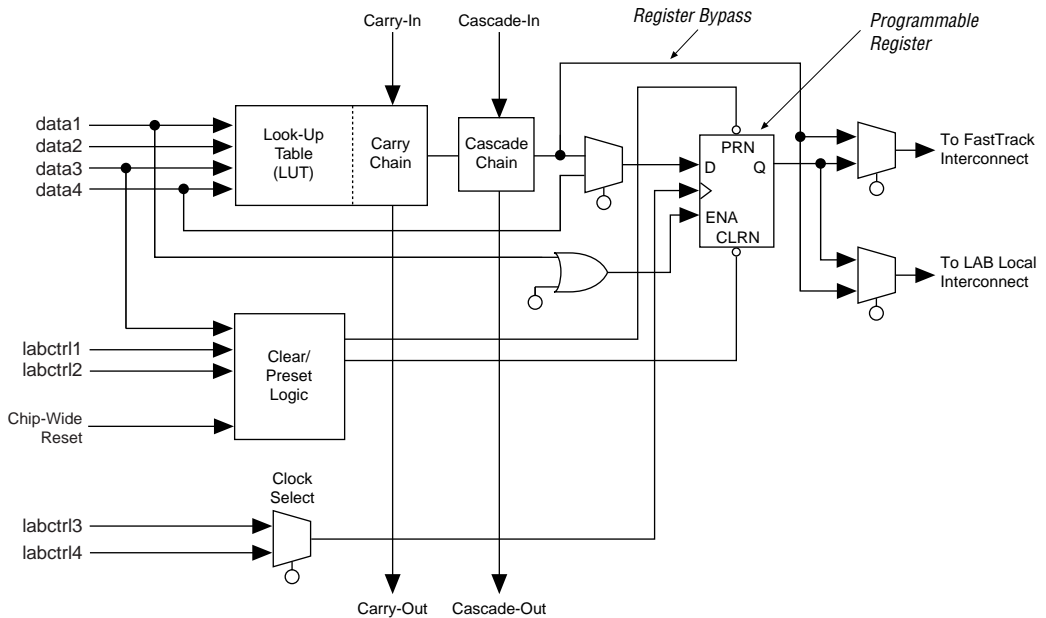 Carry-In
Cascade-In
Register Bypass
Programmable
Register
data1
data2
data3
data4
Look-Up
Table
(LUT)
Carry
Chain
Cascade
Chain
PRN
D
Q
ENA
CLRN
To FastTrack
Interconnect
To LAB Local
Interconnect
labctrl1
labctrl2
Clear/
Preset
Logic
Chip-Wide
Reset
Clock
Select
labctrl3
labctrl4
Carry-Out
Cascade-Out